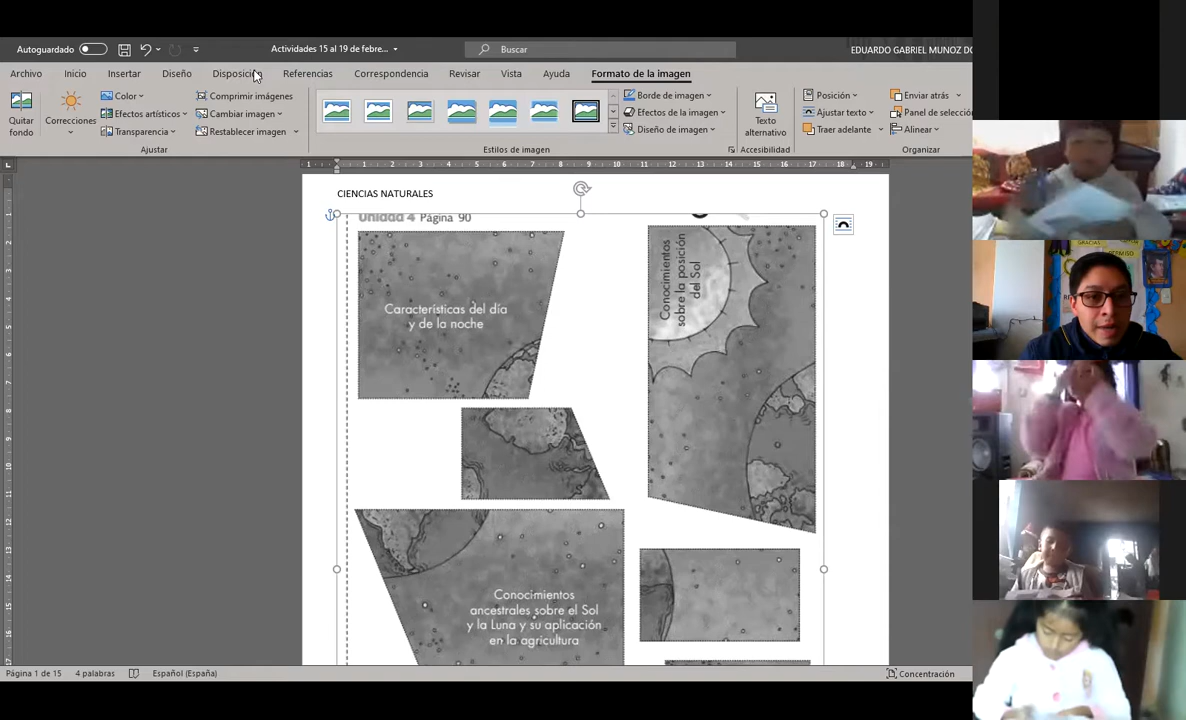 Autoguardado
Actividades 15 al 19 de febre...
Buscar
EDUARDO GABRIEL MUNOZ DO
Archivo
Inicio
Insertar
Diseño
Disposición
Referencias
Correspondencia
Revisar
Vista
Ayuda
Formato de la imagen
Quitar
fondo
Correcciones
Color
Efectos artísticos
Transparencia
Comprimir imágenes
Cambiar imagen
Restablecer imagen
Ajustar
Estilos de imagen
Borde de imagen
Efectos de la imagen
Diseño de imagen
Texto
alternativo
Accesibilidad
Posición
Ajustar texto
Traer adelante
Enviar atrás
Panel de selecció
Alinear
Organizar
CIENCIAS NATURALES
Unidad 4 Página 90
Características del día
y de la noche
Conocimientos
sobre la posición
del Sol
Conocimientos
ancestrales sobre el Sol
y la Luna y su aplicación
en la agricultura
Página 1 de 15
4 palabras
Español (España)
Concentración